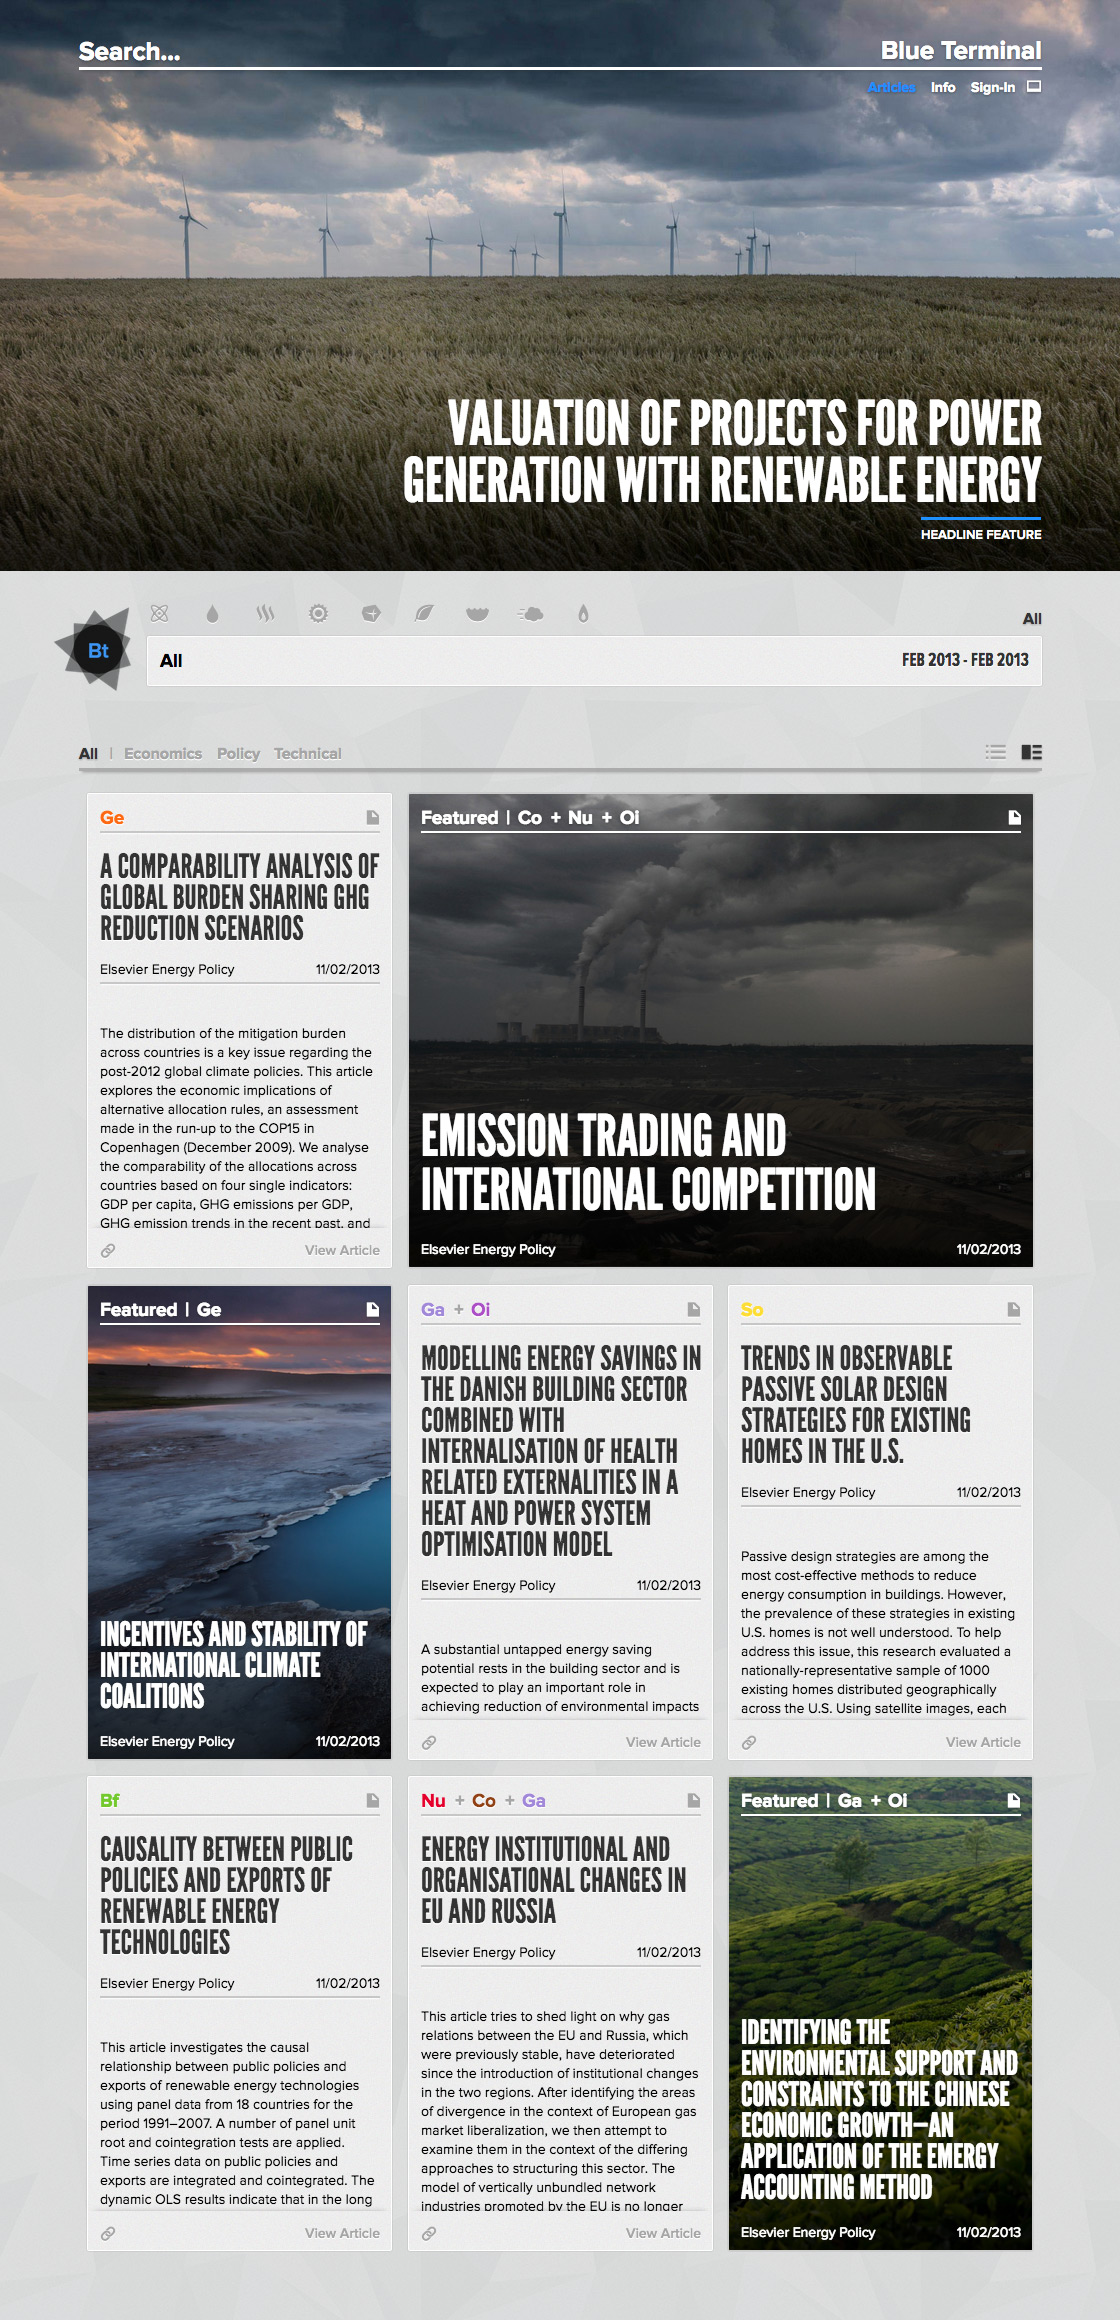 Search...
Blue Terminal
Articles Info Sign-In
VALUATION OF PROJECTS FOR POWER
GENERATION WITH RENEWABLE ENERGY
HEADLINE FEATURE
All
Bt
All
FEB 2013 - FEB 2013
All | Economics Policy Technical
Ge
A COMPARABILITY ANALYSIS OF
GLOBAL BURDEN SHARING GHG
REDUCTION SCENARIOS
Elsevier Energy Policy 11/02/2013
The distribution of the mitigation burden
across countries is a key issue regarding the
post-2012 global climate policies. This article
explores the economic implications of
alternative allocation rules, an assessment
made in the run-up to the COP15 in
Copenhagen (December 2009). We analyse
the comparability of the allocations across
countries based on four single indicators:
GDP per capita, GHG emissions per GDP,
GHG emission trends in the recent past, and
View Article
Featured | Co + Nu + Oi
EMISSION TRADING AND
INTERNATIONAL COMPETITION
Elsevier Energy Policy 11/02/2013
Featured | Ge
INCENTIVES AND STABILITY OF
INTERNATIONAL CLIMATE
COALITIONS
Elsevier Energy Policy 11/02/2013
Ga + Oi
MODELLING ENERGY SAVINGS IN
THE DANISH BUILDING SECTOR
COMBINED WITH
INTERNALISATION OF HEALTH
RELATED EXTERNALITIES IN A
HEAT AND POWER SYSTEM
OPTIMISATION MODEL
Elsevier Energy Policy 11/02/2013
A substantial untapped energy saving
potential rests in the building sector and is
expected to play an important role in
achieving reduction of environmental impacts
View Article
So
TRENDS IN OBSERVABLE
PASSIVE SOLAR DESIGN
STRATEGIES FOR EXISTING
HOMES IN THE U.S.
Elsevier Energy Policy 11/02/2013
Passive design strategies are among the
most cost-effective methods to reduce
energy consumption in buildings. However,
the prevalence of these strategies in existing
U.S. homes is not well understood. To help
address this issue, this research evaluated a
nationally-representative sample of 1000
existing homes distributed geographically
across the U.S. Using satellite images, each
View Article
Bf
CAUSALITY BETWEEN PUBLIC
POLICIES AND EXPORTS OF
RENEWABLE ENERGY
TECHNOLOGIES
Elsevier Energy Policy 11/02/2013
This article investigates the causal
relationship between public policies and
exports of renewable energy technologies
using panel data from 18 countries for the
period 1991–2007. A number of panel unit
root and cointegration tests are applied.
Time series data on public policies and
exports are integrated and cointegrated. The
dynamic OLS results indicate that in the long
View Article
Nu + Co + Ga
ENERGY INSTITUTIONAL AND
ORGANISATIONAL CHANGES IN
EU AND RUSSIA
Elsevier Energy Policy 11/02/2013
This article tries to shed light on why gas
relations between the EU and Russia, which
were previously stable, have deteriorated
since the introduction of institutional changes
in the two regions. After identifying the areas
of divergence in the context of European gas
market liberalization, we then attempt to
examine them in the context of the differing
approaches to structuring this sector. The
model of vertically unbundled network
industries promoted by the EU is no longer
View Article
Featured | Ga + Oi
IDENTIFYING THE
ENVIRONMENTAL SUPPORT AND
CONSTRAINTS TO THE CHINESE
ECONOMIC GROWTH—AN
APPLICATION OF THE EMERGY
ACCOUNTING METHOD
Elsevier Energy Policy 11/02/2013